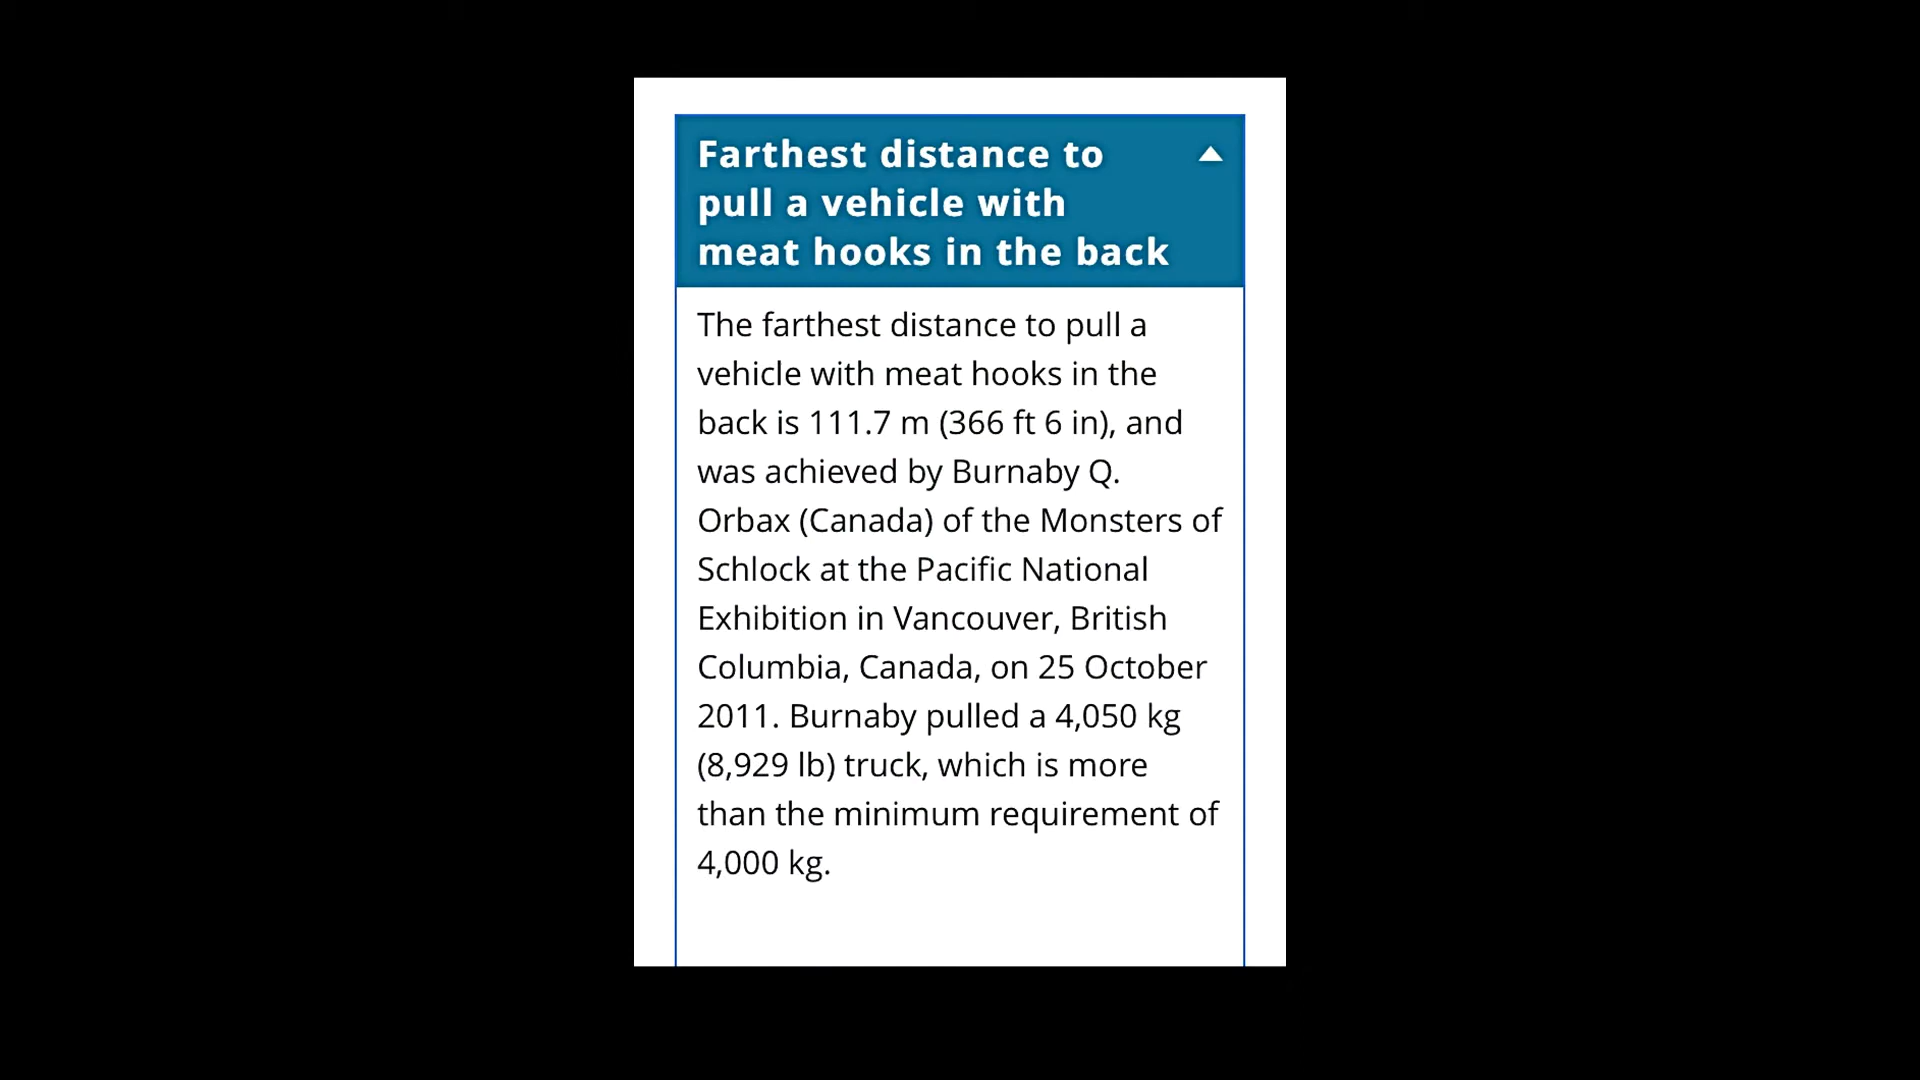 Farthest distance to
pull a vehicle with
meat hooks in the back
The farthest distance to pull a
vehicle with meat hooks in the
back is 111.7 m (366 ft 6 in), and
was achieved by Burnaby Q.
Orbax (Canada) of the Monsters of
Schlock at the Pacific National
Exhibition in Vancouver, British
Columbia, Canada, on 25 October
2011. Burnaby pulled a 4,050 kg
(8,929 lb) truck, which is more
than the minimum requirement of
4,000 kg.